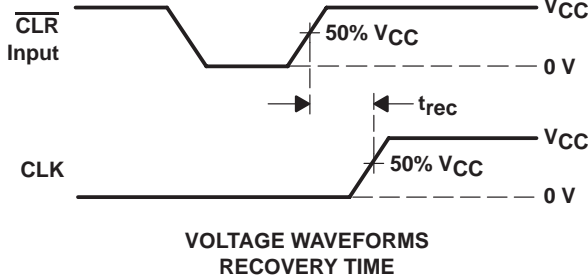 CLR
Input
VCC
50% VCC
0 V
trec
CLK
VCC
50% VCC
0 V
VOLTAGE WAVEFORMS
RECOVERY TIME